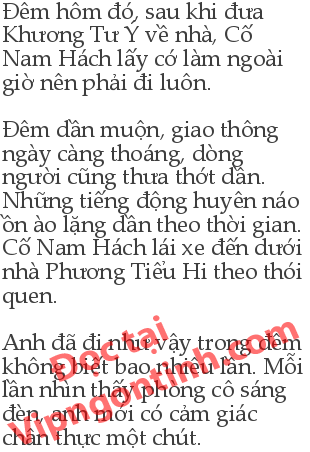 Đêm hôm đó, sau khi đưa
Khương Tư Ý về nhà, Cố
Nam Hách lấy cớ làm ngoài
giờ nên phải đi luôn.

Đêm dần muộn, giao thông
ngày càng thoáng, dòng
người cũng thưa thớt dần.
Những tiếng động huyên náo
ồn ào lặng dần theo thời gian.
Cố Nam Hách lái xe đến dưới
nhà Phương Tiểu Hi theo thói
quen.

Anh đã đi như vậy trong đêm
không biết bao nhiêu lần. Mỗi
lần nhìn thấy phòng cô sáng
đèn, anh mới có cảm giác
chân thực một chút.
Doc tai
Vipngontinh.com